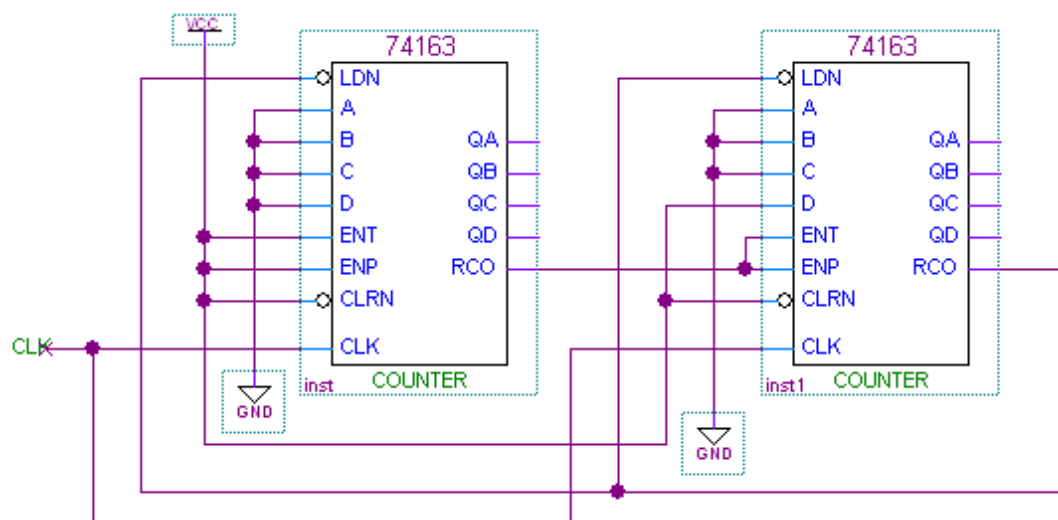 VCC
74163
LDN
A
B
C
D
ENT
ENP
CLRN
CLK
QA
QB
QC
QD
RCO
inst
COUNTER
GND
CLK
74163
LDN
A
B
C
D
ENT
ENP
CLRN
CLK
QA
QB
QC
QD
RCO
inst1
COUNTER
GND